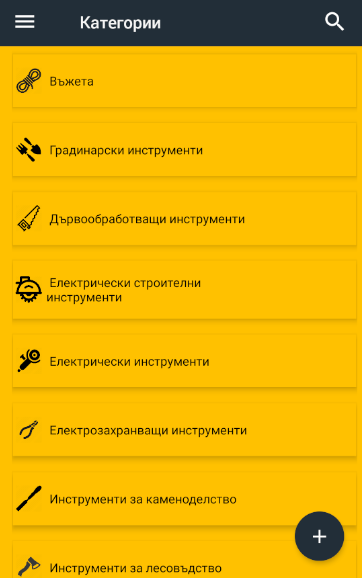 Категории
Въжета
Градинарски инструменти
Дървообработващи инструменти
Електрически строителни
инструменти
Електрически инструменти
Електрозахранващи инструменти
Инструменти за каменоделство
Инструменти за лесовъдство